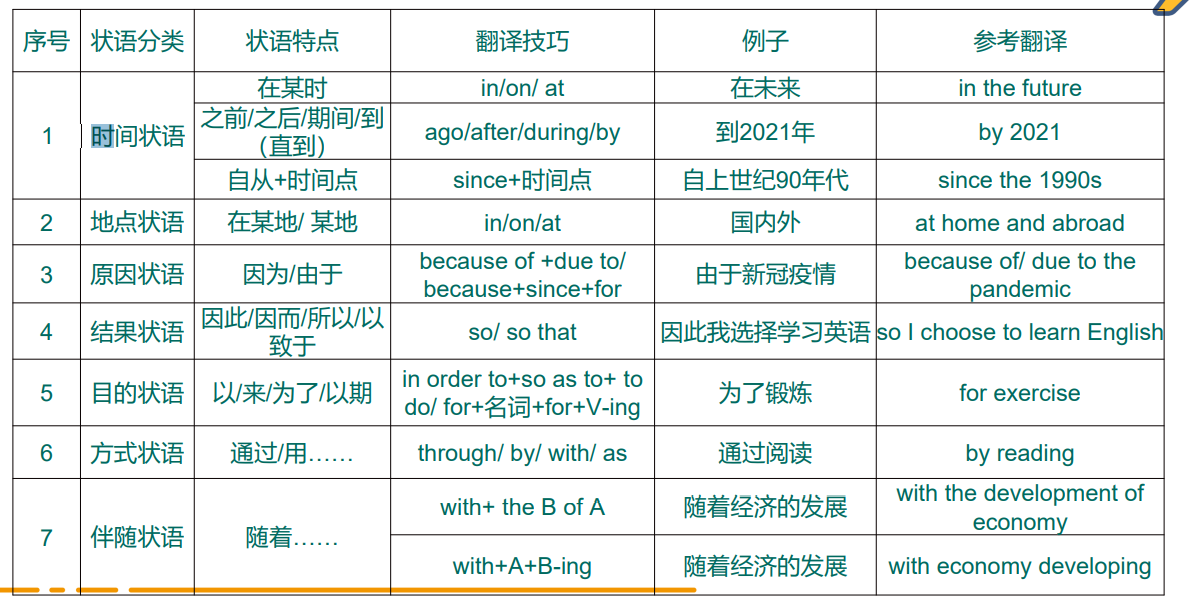 序号 状语分类 状语特点 翻译技巧 例子 参考翻译
1 时间状语 在某时 in/on/ at 在未来 in the future
之前/之后/期间/到
(直到) ago/after/during/by 到2021年 by 2021
自从+时间点 since+时间点 自上世纪90年代 since the 1990s
2 地点状语 在某地/ 某地 in/on/at 国内外 at home and abroad
3 原因状语 因为/由于 because of +due to/
because+since+for 由于新冠疫情 because of/ due to the
pandemic
4 结果状语 因此/因而/所以/以
致于 so/ so that 因此我选择学习英语 so I choose to learn English
5 目的状语 以/来/为了/以期 in order to+so as to+ to
do/ for+名词+for+V-ing 为了锻炼 for exercise
6 方式状语 通过/用…… through/ by/ with/ as 通过阅读 by reading
7 伴随状语 随着…… with+ the B of A 随着经济的发展 with the development of
economy
with+A+B-ing 随着经济的发展 with economy developing